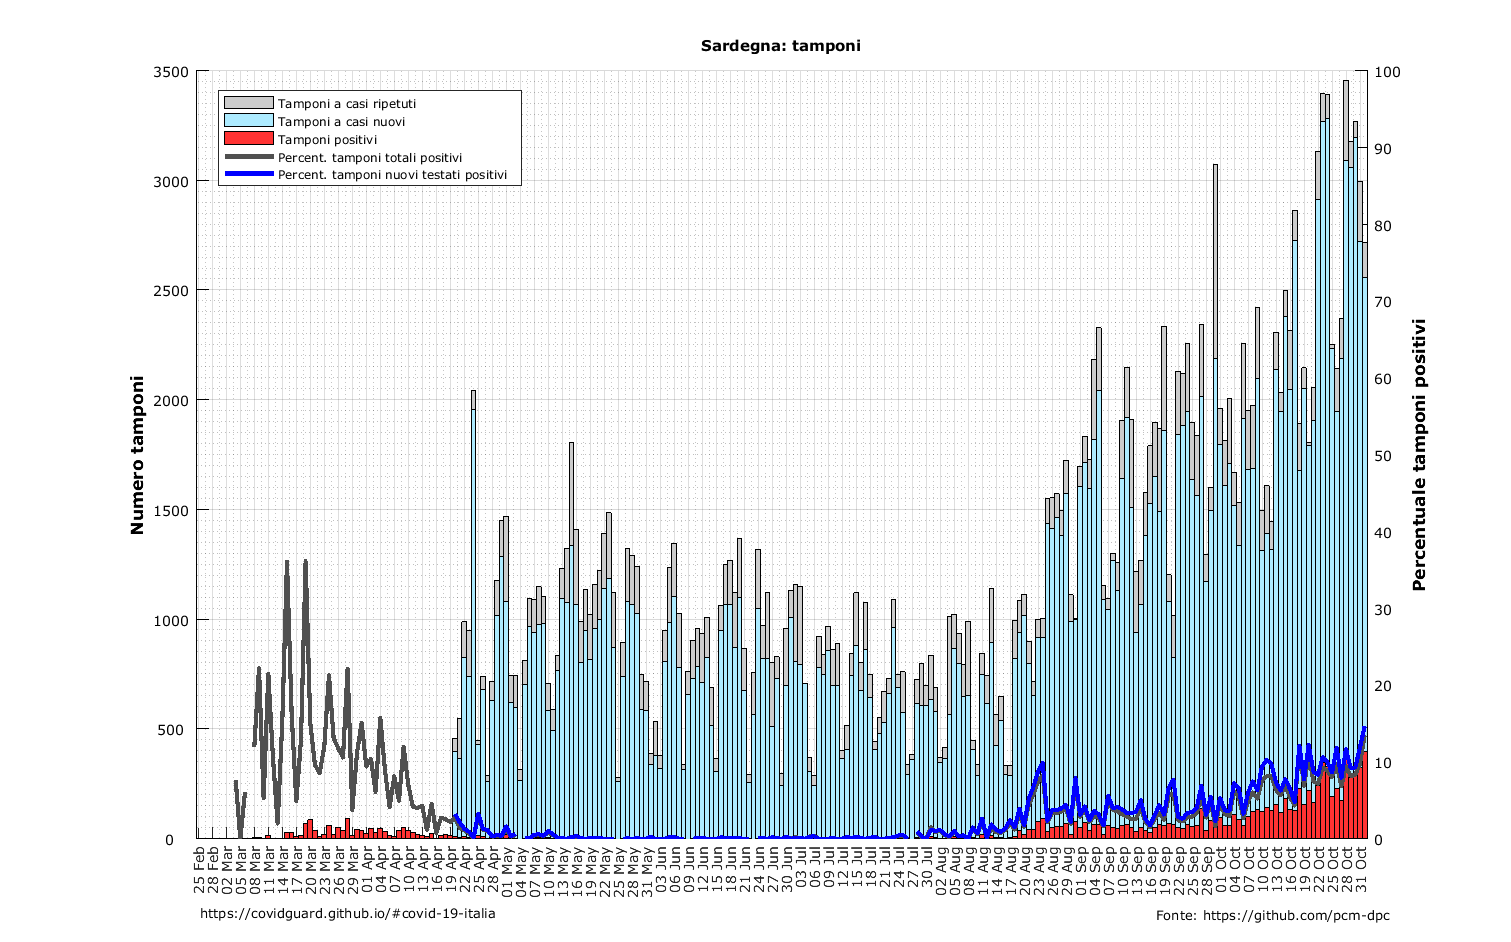 Sardegna: tamponi
Tamponi a casi ripetuti
Tamponi a casi nuovi
Tamponi positivi
Percent. tamponi totali positivi
Percent. tamponi nuovi testati positivi
Numero tamponi
3500
3000
2500
2000
1500
1000
500
0
Percentuale tamponi positivi
100
90
80
70
60
50
40
30
20
10
0
25 Feb
28 Feb
02 Mar
05 Mar
08 Mar
11 Mar
14 Mar
17 Mar
20 Mar
23 Mar
26 Mar
29 Mar
01 Apr
04 Apr
07 Apr
10 Apr
13 Apr
16 Apr
19 Apr
22 Apr
25 Apr
28 Apr
01 May
04 May
07 May
10 May
13 May
16 May
19 May
22 May
25 May
28 May
31 May
03 Jun
06 Jun
09 Jun
12 Jun
15 Jun
18 Jun
21 Jun
24 Jun
27 Jun
30 Jun
03 Jul
06 Jul
09 Jul
12 Jul
15 Jul
18 Jul
21 Jul
24 Jul
27 Jul
30 Jul
02 Aug
05 Aug
08 Aug
11 Aug
14 Aug
17 Aug
20 Aug
23 Aug
26 Aug
29 Aug
01 Sep
04 Sep
07 Sep
10 Sep
13 Sep
16 Sep
19 Sep
22 Sep
25 Sep
28 Sep
01 Oct
04 Oct
07 Oct
10 Oct
13 Oct
16 Oct
19 Oct
22 Oct
25 Oct
28 Oct
31 Oct
https://covidguard.github.io/#covid-19-italia
Fonte: https://github.com/pcm-dpc